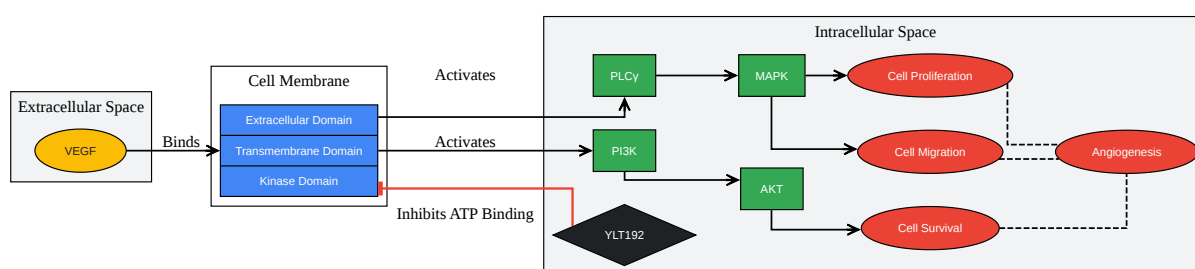 Intracellular Space
Cell Membrane
Activates
PLCγ
MAPK
Cell Proliferation
Extracellular Space
Extracellular Domain
VEGF
Binds
Transmembrane Domain
Activates
PI3K
Cell Migration
Angiogenesis
Kinase Domain
AKT
Inhibits ATP Binding
YLT192
Cell Survival